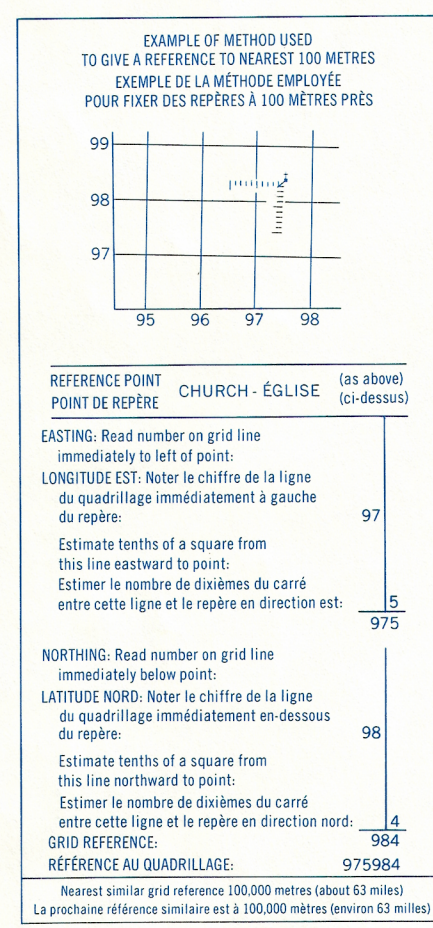 EXAMPLE OF METHOD USED
TO GIVE A REFERENCE TO NEAREST 100 METRES
EXEMPLE DE LA MÉTHODE EMPLOYÉE
POUR FIXER DES REPÈRES À 100 MÈTRES PRÈS
99
98
97
95 96 97 98
REFERENCE POINT
POINT DE REPÈRE
CHURCH - ÉGLISE
(as above)
(ci-dessus)
EASTING: Read number on grid line
immediately to left of point:
LONGITUDE EST: Noter le chiffre de la ligne
du quadrillage immédiatement à gauche
du repère: 97
Estimate tenths of a square from
this line eastward to point:
Estimer le nombre de dixièmes du carré
entre cette ligne et le repère en direction est: 5
975
NORTHING: Read number on grid line
immediately below point:
LATITUDE NORD: Noter le chiffre de la ligne
du quadrillage immédiatement en-dessous
du repère: 98
Estimate tenths of a square from
this line northward to point:
Estimer le nombre de dixièmes du carré
entre cette ligne et le repère en direction nord: 4
GRID REFERENCE: 984
RÉFÉRENCE AU QUADRILLAGE: 975984
Nearest similar grid reference 100,000 metres (about 63 miles)
La prochaine référence similaire est à 100,000 mètres (environ 63 milles)